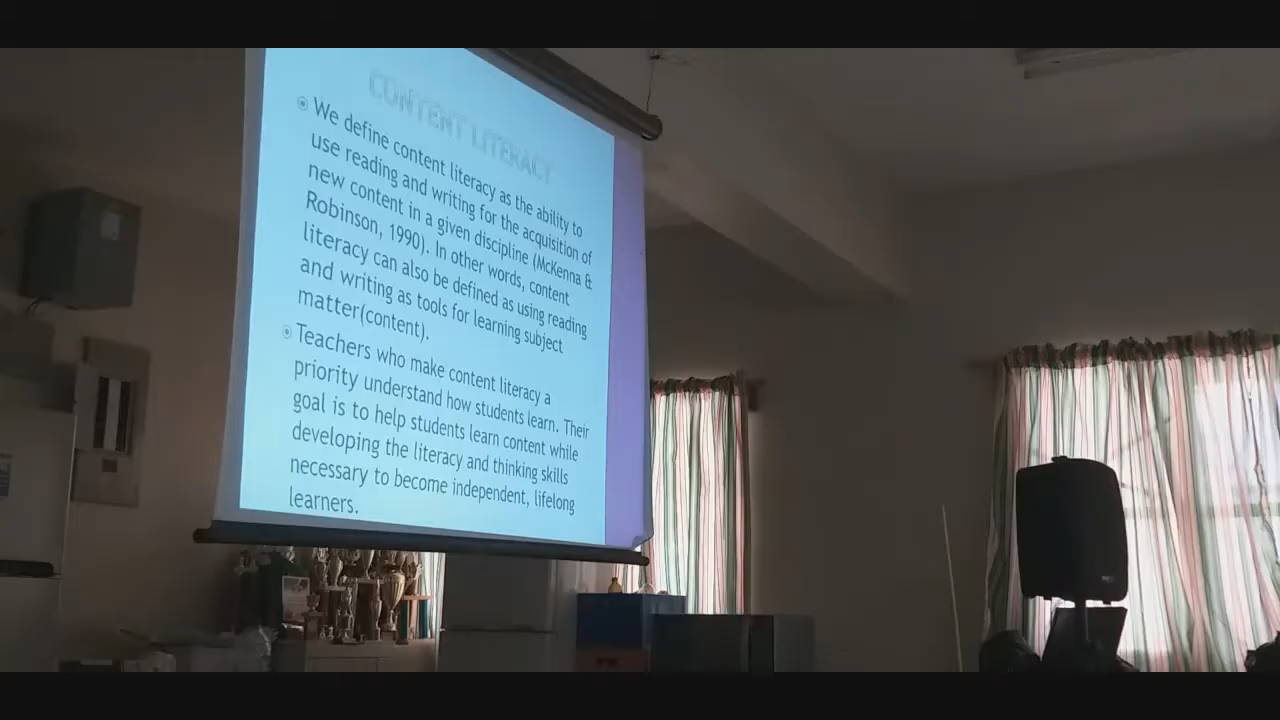 CONTENT LITERACY
We define content literacy as the ability to
use reading and writing for the acquisition of
new content in a given discipline (McKenna &
Robinson, 1990). In other words, content
literacy can also be defined as using reading
and writing as tools for learning subject
matter(content).
Teachers who make content literacy a
priority understand how students learn. Their
goal is to help students learn content while
developing the literacy and thinking skills
necessary to become independent, lifelong
learners.